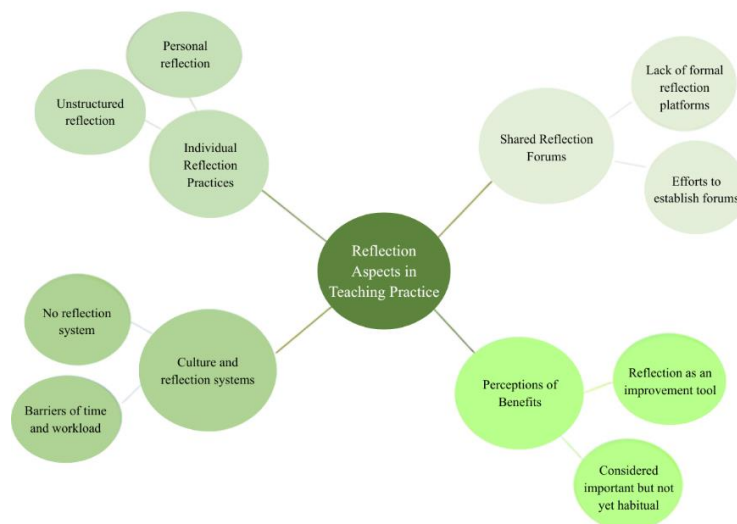 Personal
reflection
Unstructured
reflection
Individual
Reflection
Practices
Lack of formal
reflection
platforms
Shared Reflection
Forums
Efforts to
establish forums
Reflection
Aspects in
Teaching Practice
No reflection
system
Culture and
reflection systems
Barriers of time
and workload
Perceptions of
Benefits
Reflection as an
improvement tool
Considered
important but not
yet habitual